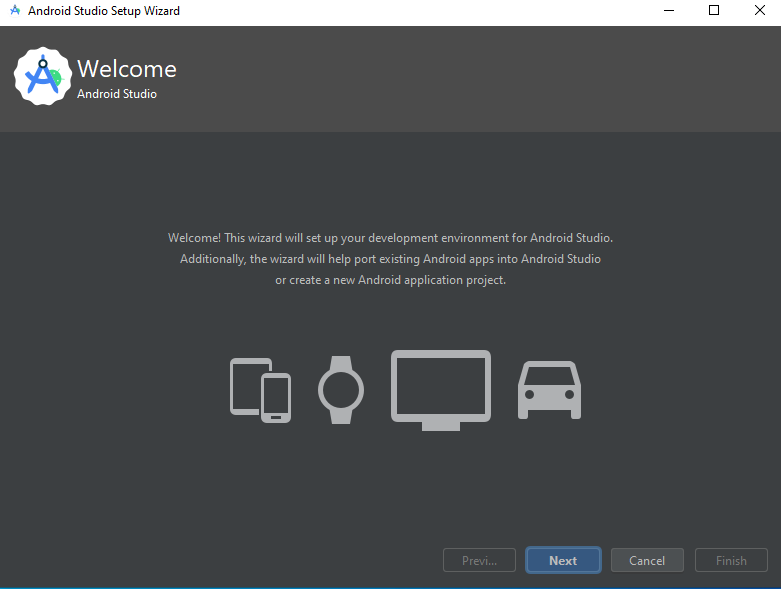 Android Studio Setup Wizard
Welcome
Android Studio
Welcome! This wizard will set up your development environment for Android Studio.
Additionally, the wizard will help port existing Android apps into Android Studio
or create a new Android application project.
Previ...
Next
Cancel
Finish